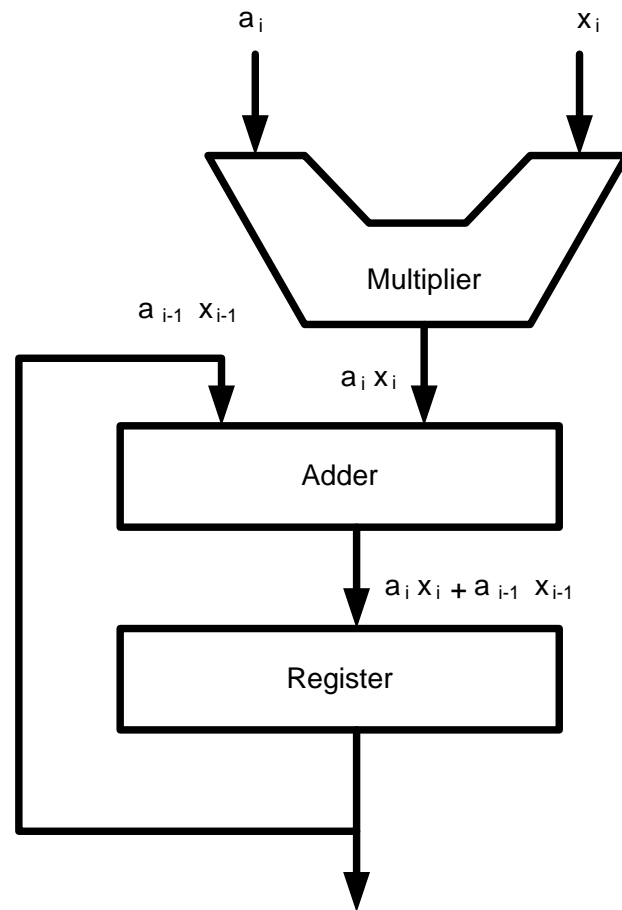 a i
x i
Multiplier
a i-1 x i-1
a i x i
Adder
a i x i + a i-1 x i-1
Register